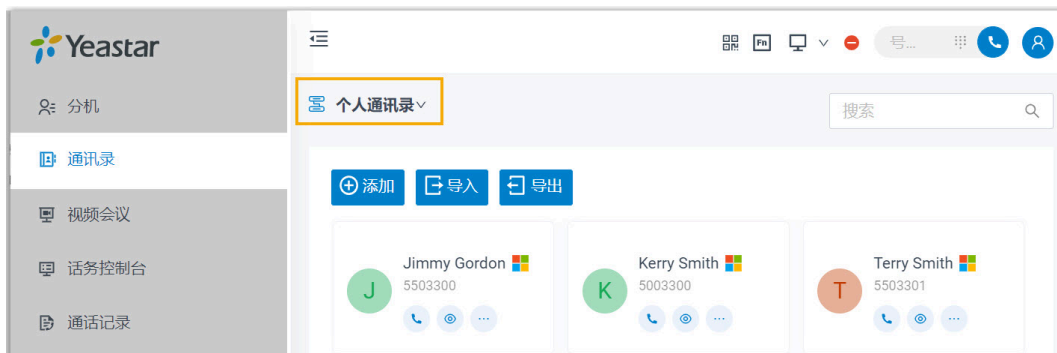 Yeastar
Fn
号...
分机
个人通讯录
搜索
通讯录
添加
导入
导出
视频会议
话务控制台
通话记录
J
Jimmy Gordon
5503300
K
Kerry Smith
5003300
T
Terry Smith
5503301